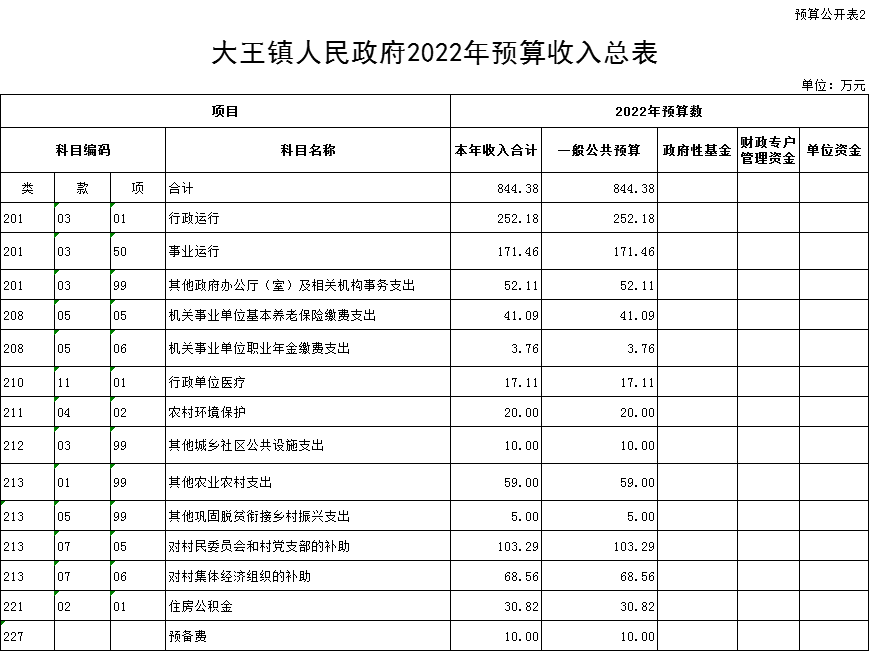 预算公开表2
大王镇人民政府2022年预算收入总表
单位：万元
项目 2022年预算数
科目编码 科目名称 本年收入合计 一般公共预算 政府性基金 财政专户管理资金 单位资金
类 款 项 合计 844.38 844.38
201 03 01 行政运行 252.18 252.18
201 03 50 事业运行 171.46 171.46
201 03 99 其他政府办公厅（室）及相关机构事务支出 52.11 52.11
208 05 05 机关事业单位基本养老保险缴费支出 41.09 41.09
208 05 06 机关事业单位职业年金缴费支出 3.76 3.76
210 11 01 行政单位医疗 17.11 17.11
211 04 02 农村环境保护 20.00 20.00
212 03 99 其他城乡社区公共设施支出 10.00 10.00
213 01 99 其他农业农村支出 59.00 59.00
213 05 99 其他巩固脱贫衔接乡村振兴支出 5.00 5.00
213 07 05 对村民委员会和村党支部的补助 103.29 103.29
213 07 06 对村集体经济组织的补助 68.56 68.56
221 02 01 住房公积金 30.82 30.82
227 预备费 10.00 10.00